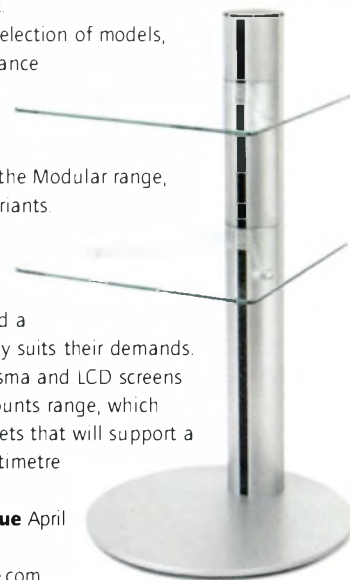 election of models,
ance
the Modular range,
riants.
d a
y suits their demands.
sma and LCD screens
ounts range, which
ets that will support a
timetre
ue April
e.com